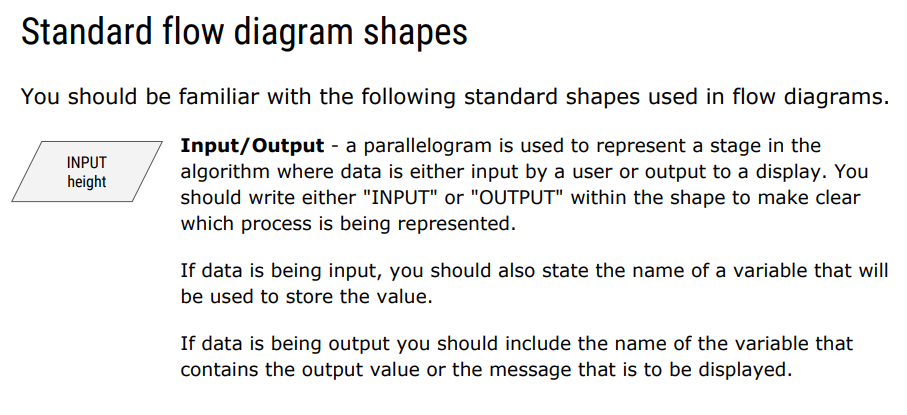 Standard flow diagram shapes
You should be familiar with the following standard shapes used in flow diagrams.
INPUT
height
Input/Output - a parallelogram is used to represent a stage in the
algorithm where data is either input by a user or output to a display. You
should write either "INPUT" or "OUTPUT" within the shape to make clear
which process is being represented.
If data is being input, you should also state the name of a variable that will
be used to store the value.
If data is being output you should include the name of the variable that
contains the output value or the message that is to be displayed.